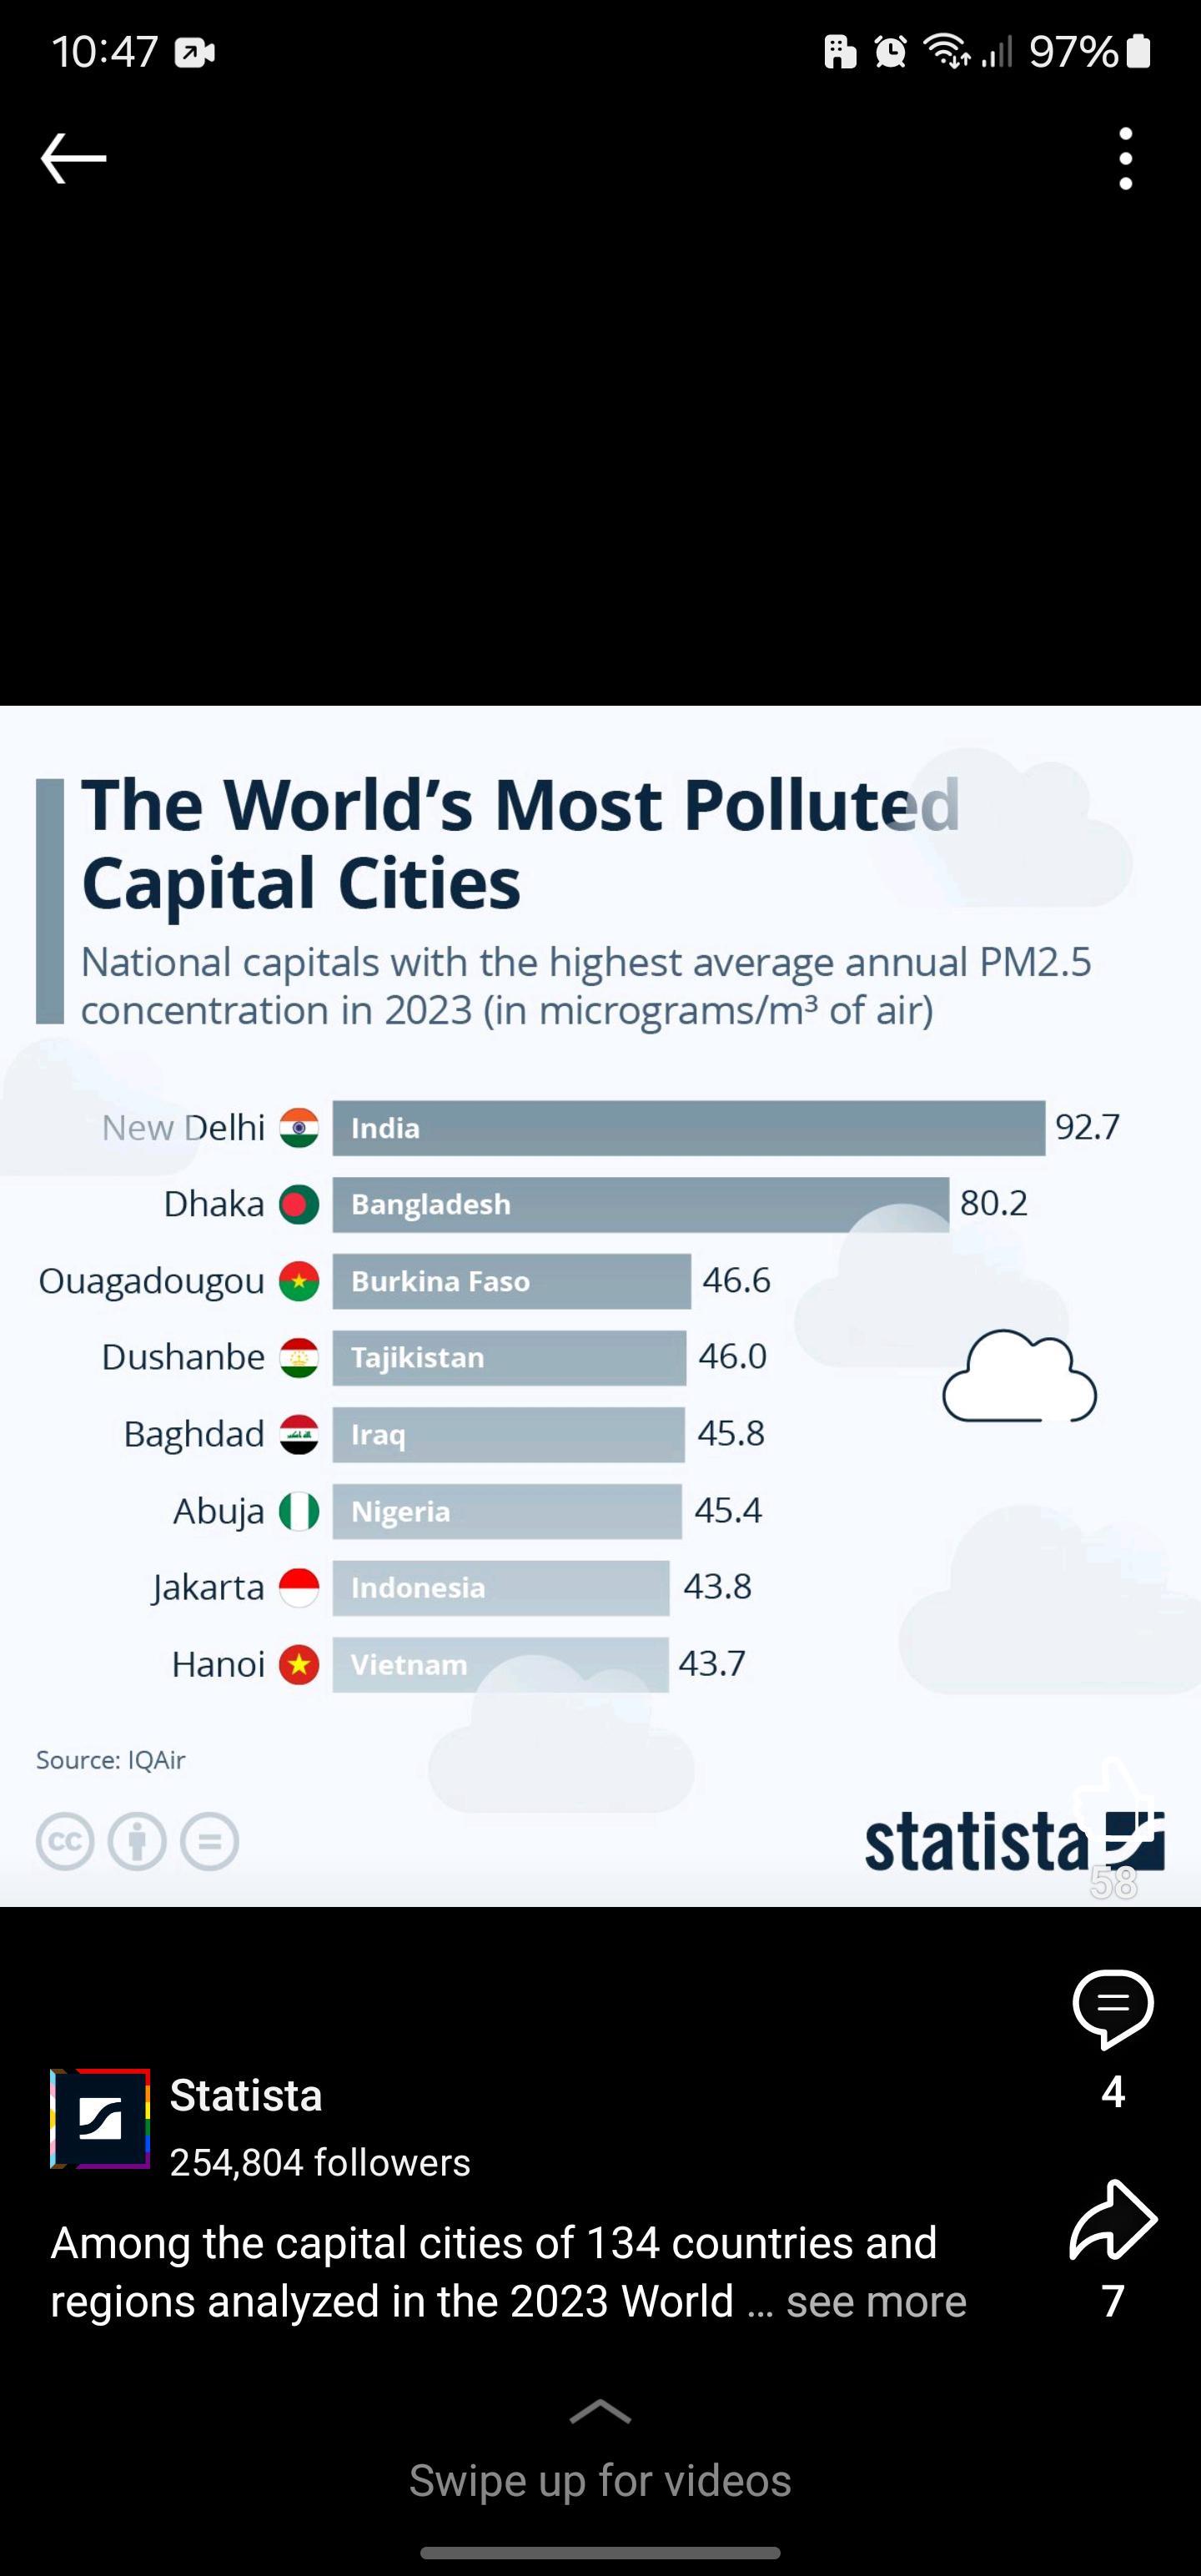 10:47 97%
The World's Most Polluted
Capital Cities
National capitals with the highest average annual PM2.5
concentration in 2023 (in micrograms/m³ of air)
New Delhi India 92.7
Dhaka Bangladesh 80.2
Ouagadougou Burkina Faso 46.6
Dushanbe Tajikistan 46.0
Baghdad Iraq 45.8
Abuja Nigeria 45.4
Jakarta Indonesia 43.8
Hanoi Vietnam 43.7
Source: IQAir
cc
statista
58
4
Statista
254,804 followers
Among the capital cities of 134 countries and
regions analyzed in the 2023 World ... see more
7
Swipe up for videos